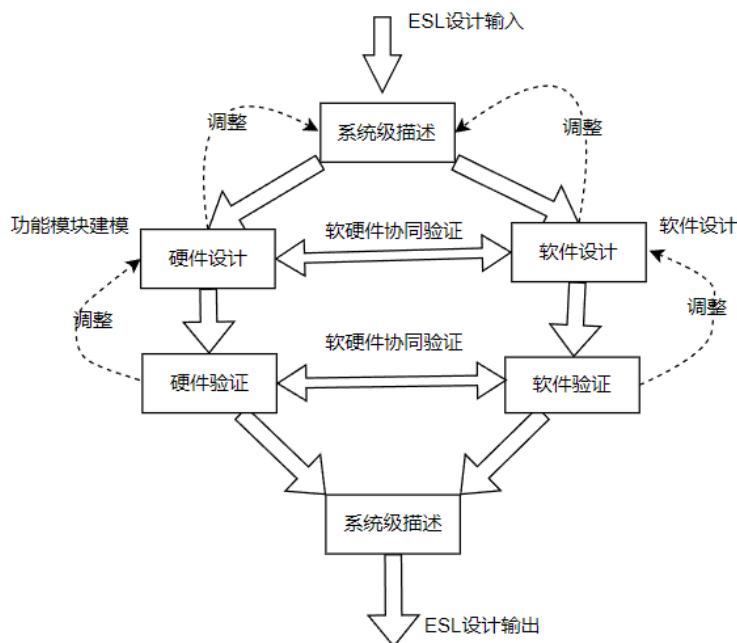 ESL设计输入
系统级描述
调整
调整
功能模块建模
软硬件协同验证
软件设计
硬件设计
软件设计
调整
调整
软硬件协同验证
硬件验证
软件验证
系统级描述
ESL设计输出